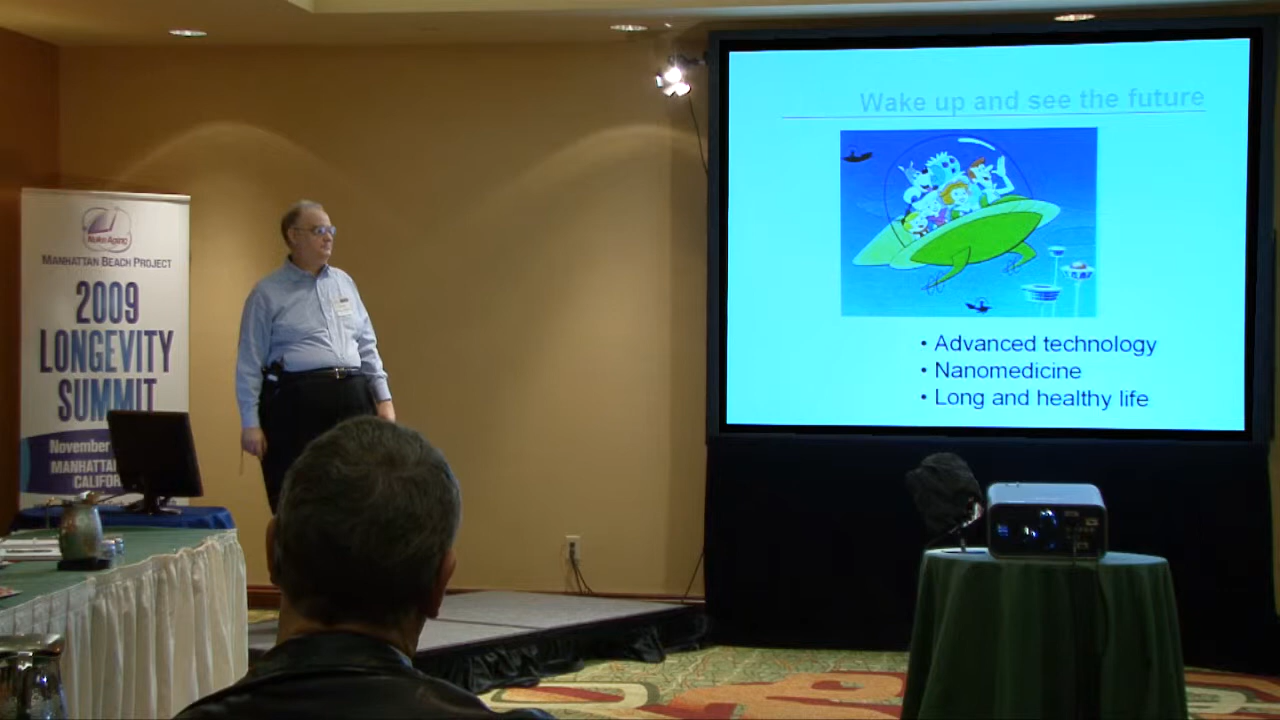 Manhattan Beach Project
2009
LONGEVITY
SUMMIT
November
MANHATTAN
CALIFOR
Wake up and see the future
• Advanced technology
• Nanomedicine
• Long and healthy life